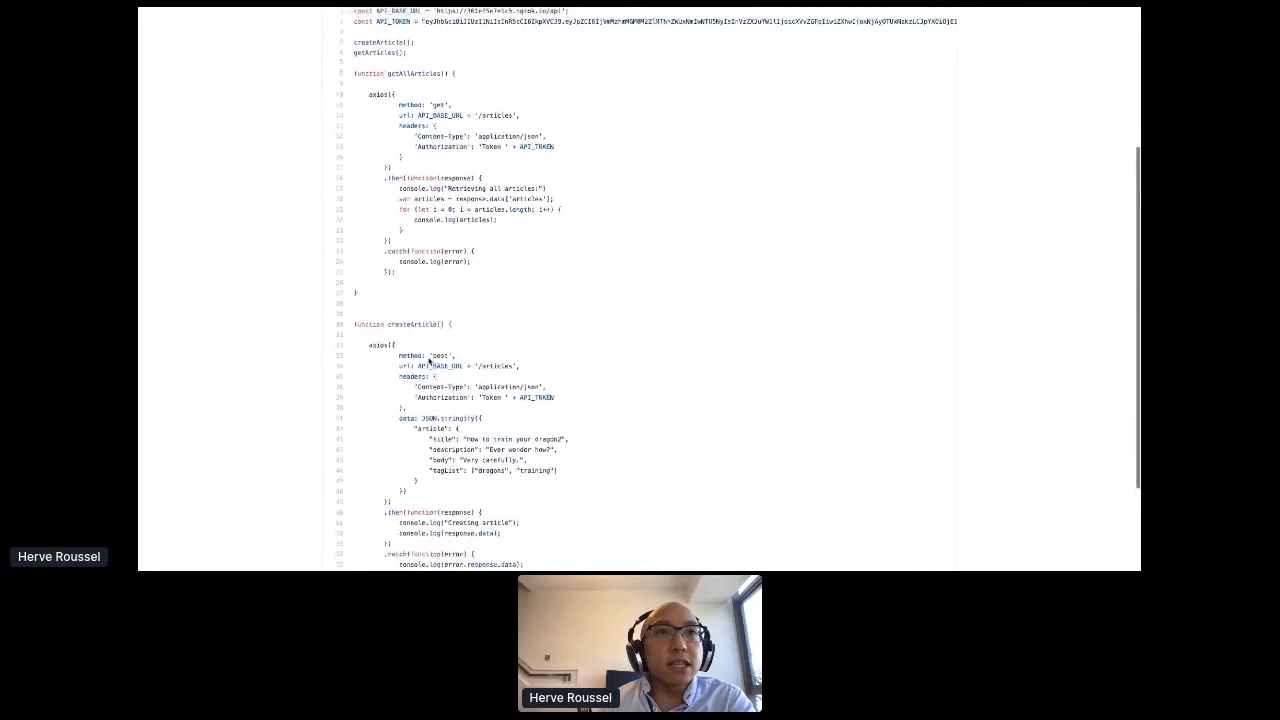 const API_BASE_URL = 'https://361ef5e7e1c5.ngrok.io/api';
const API_TOKEN =
createArticle();
getArticles();
function getAllArticles() {
axios({
method: 'get',
url: API_BASE_URL + '/articles',
headers: {
'Content-Type': 'application/json',
'Authorization': 'Token ' + API_TOKEN
}
})
.then(function(response) {
console.log("Retrieving all articles:")
var articles = response.data['articles'];
for (let i = 0; i < articles.length; i++) {
console.log(articles);
}
})
.catch(function(error) {
console.log(error);
});
}
function createArticle() {
axios({
method: 'post',
url: API_BASE_URL + '/articles',
headers: {
'Content-Type': 'application/json',
'Authorization': 'Token ' + API_TOKEN
},
data: JSON.stringify({
"article": {
"title": "How to train your dragon2",
"description": "Ever wonder how?",
"body": "Very carefully.",
"tagList": ["dragons", "training"]
}
})
})
.then(function(response) {
console.log("Creating article");
console.log(response.data);
})
.catch(function(error) {
console.log(error.response.data);
Herve Roussel
Herve Roussel